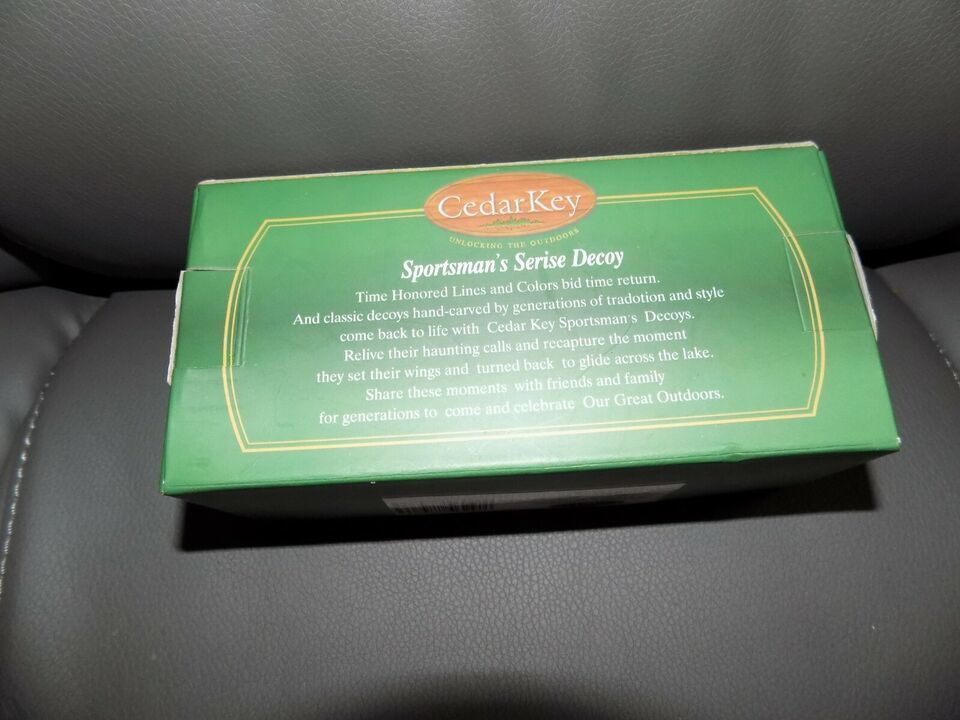 CedarKey
UNLOCKING THE OUTDOORS
Sportsman's Serise Decoy
Time Honored Lines and Colors bid time return.
And classic decoys hand-carved by generations of tradotion and style
come back to life with Cedar Key Sportsman's Decoys.
Relive their haunting calls and recapture the moment
they set their wings and turned back to glide across the lake.
Share these moments with friends and family
for generations to come and celebrate Our Great Outdoors.